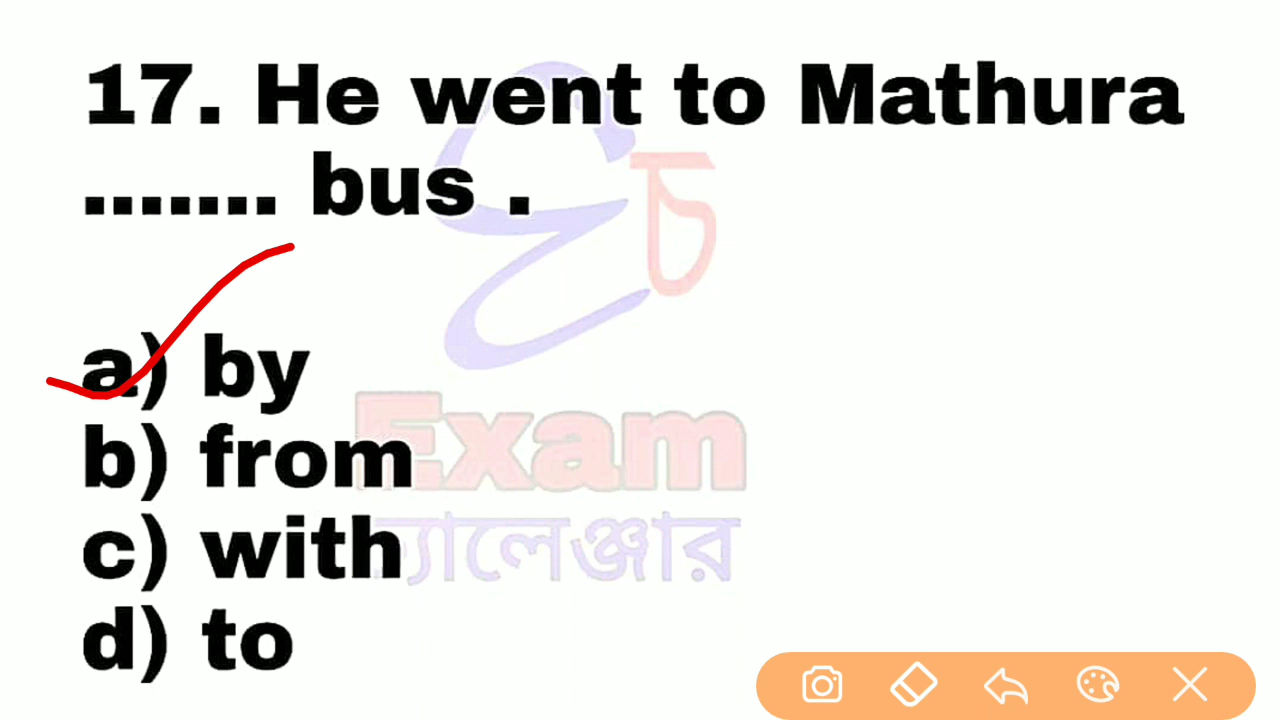 17. He went to Mathura
....... bus .
a) by
b) from
c) with
d) to
Exam
চ্যালেঞ্জার